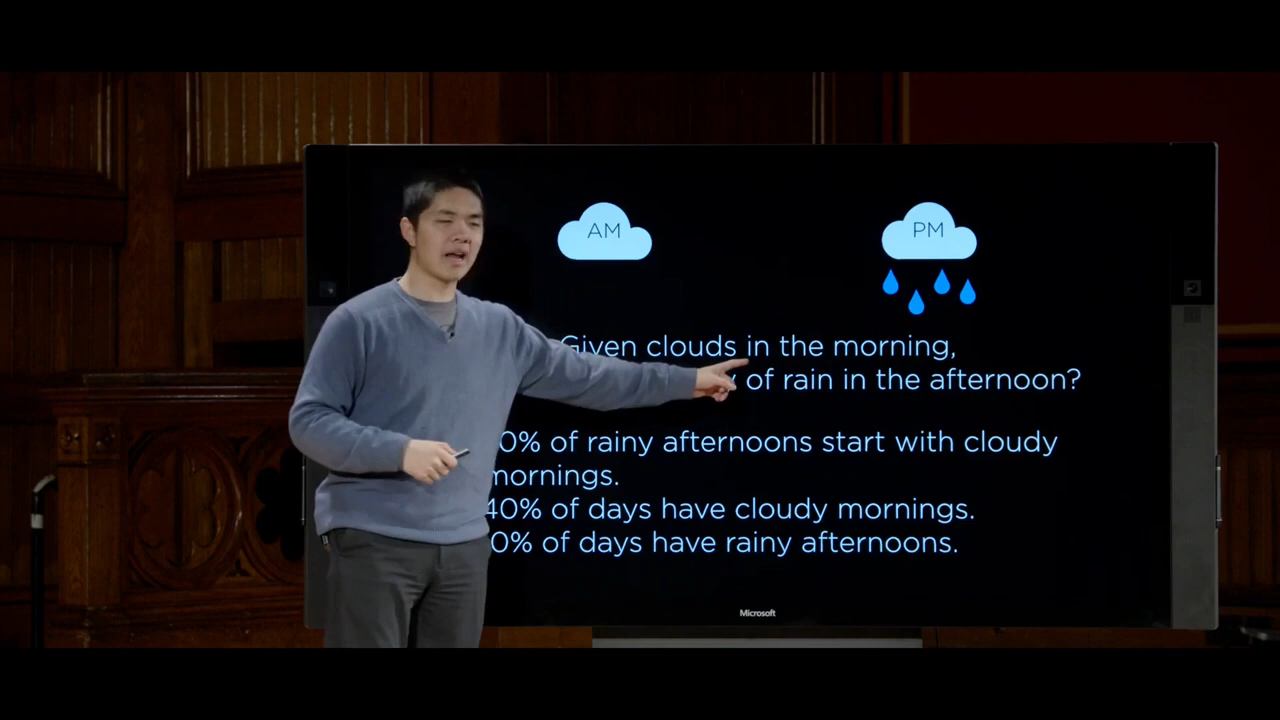 AM
PM
Given clouds in the morning,
of rain in the afternoon?
0% of rainy afternoons start with cloudy
mornings.
40% of days have cloudy mornings.
0% of days have rainy afternoons.
Microsoft